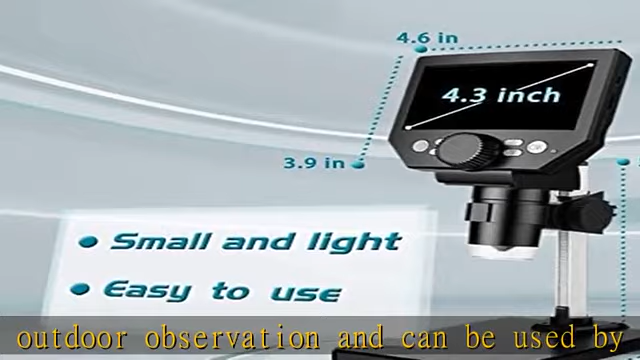 4.6 in
4.3 inch
3.9 in
Small and light
Easy to use
outdoor observation and can be used by